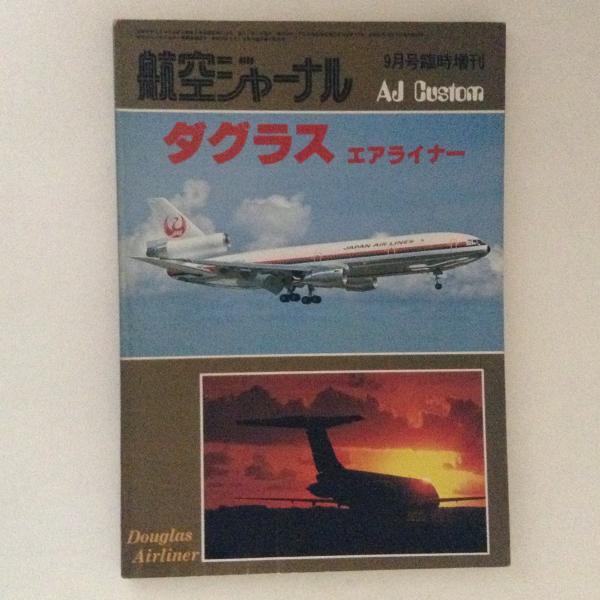 航空ジャーナル
9月号臨時増刊
AJ Custom
ダグラス エアライナー
JAPAN AIR LINES
Douglas
Airliner